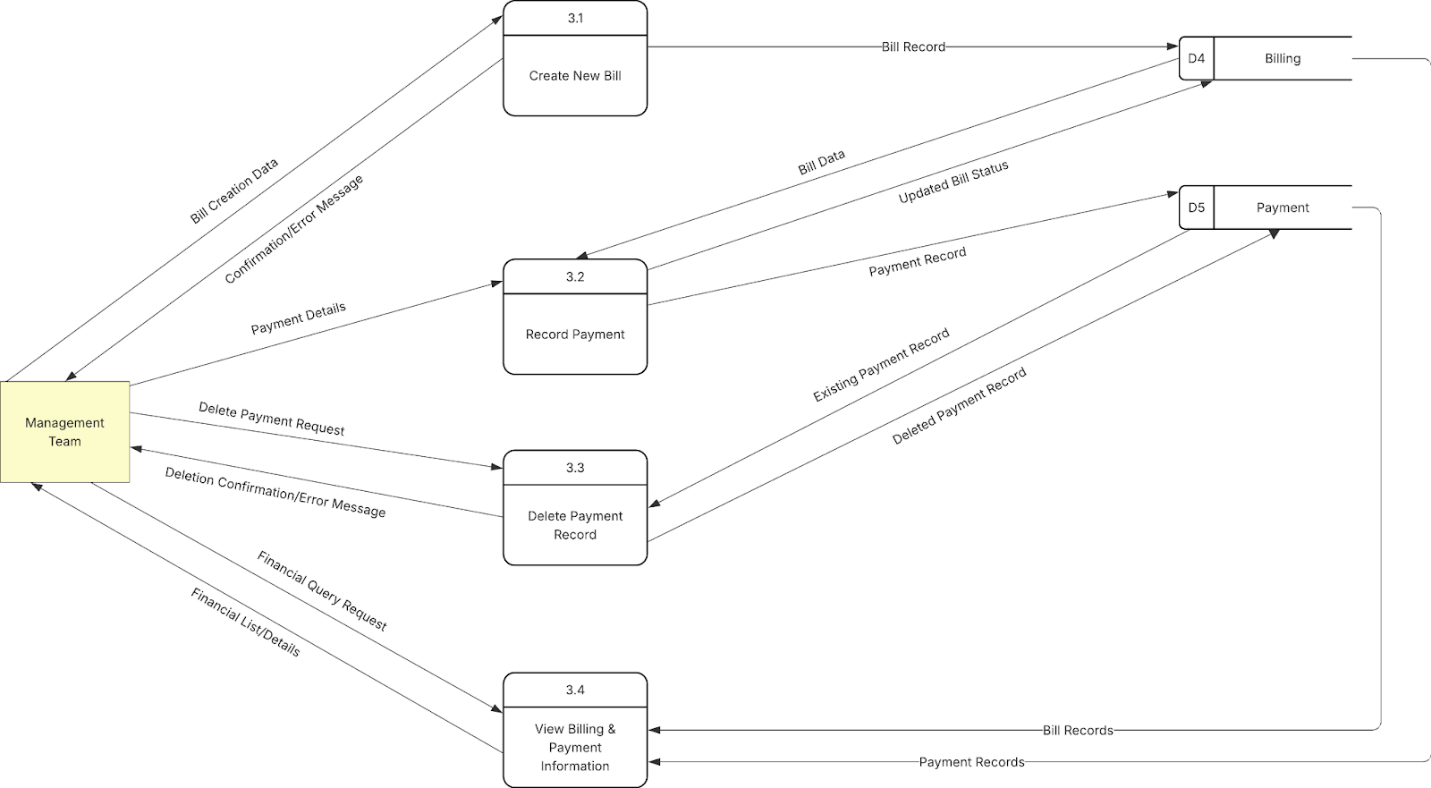 3.1
Create New Bill
Bill Record
D4
Billing
Bill Creation Data
Confirmation/Error Message
Bill Data
Updated Bill Status
D5
Payment
Payment Record
3.2
Record Payment
Payment Details
Management
Team
Delete Payment Request
Deletion Confirmation/Error Message
Existing Payment Record
Deleted Payment Record
3.3
Delete Payment
Record
Financial Query Request
Financial List/Details
3.4
View Billing &
Payment
Information
Bill Records
Payment Records